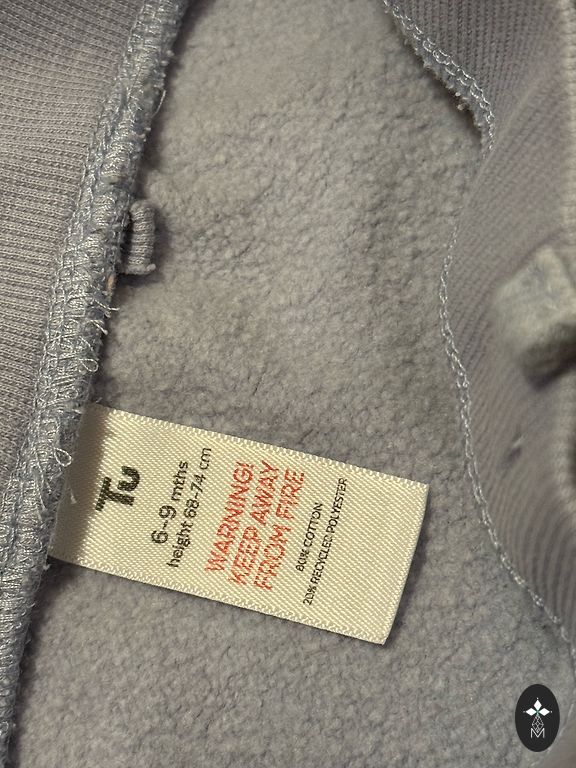 Tu
6-9 mths
height 68-74 cm
WARNING!
KEEP AWAY
FROM FIRE
80% COTTON
20% RECYCLED POLYESTER
M